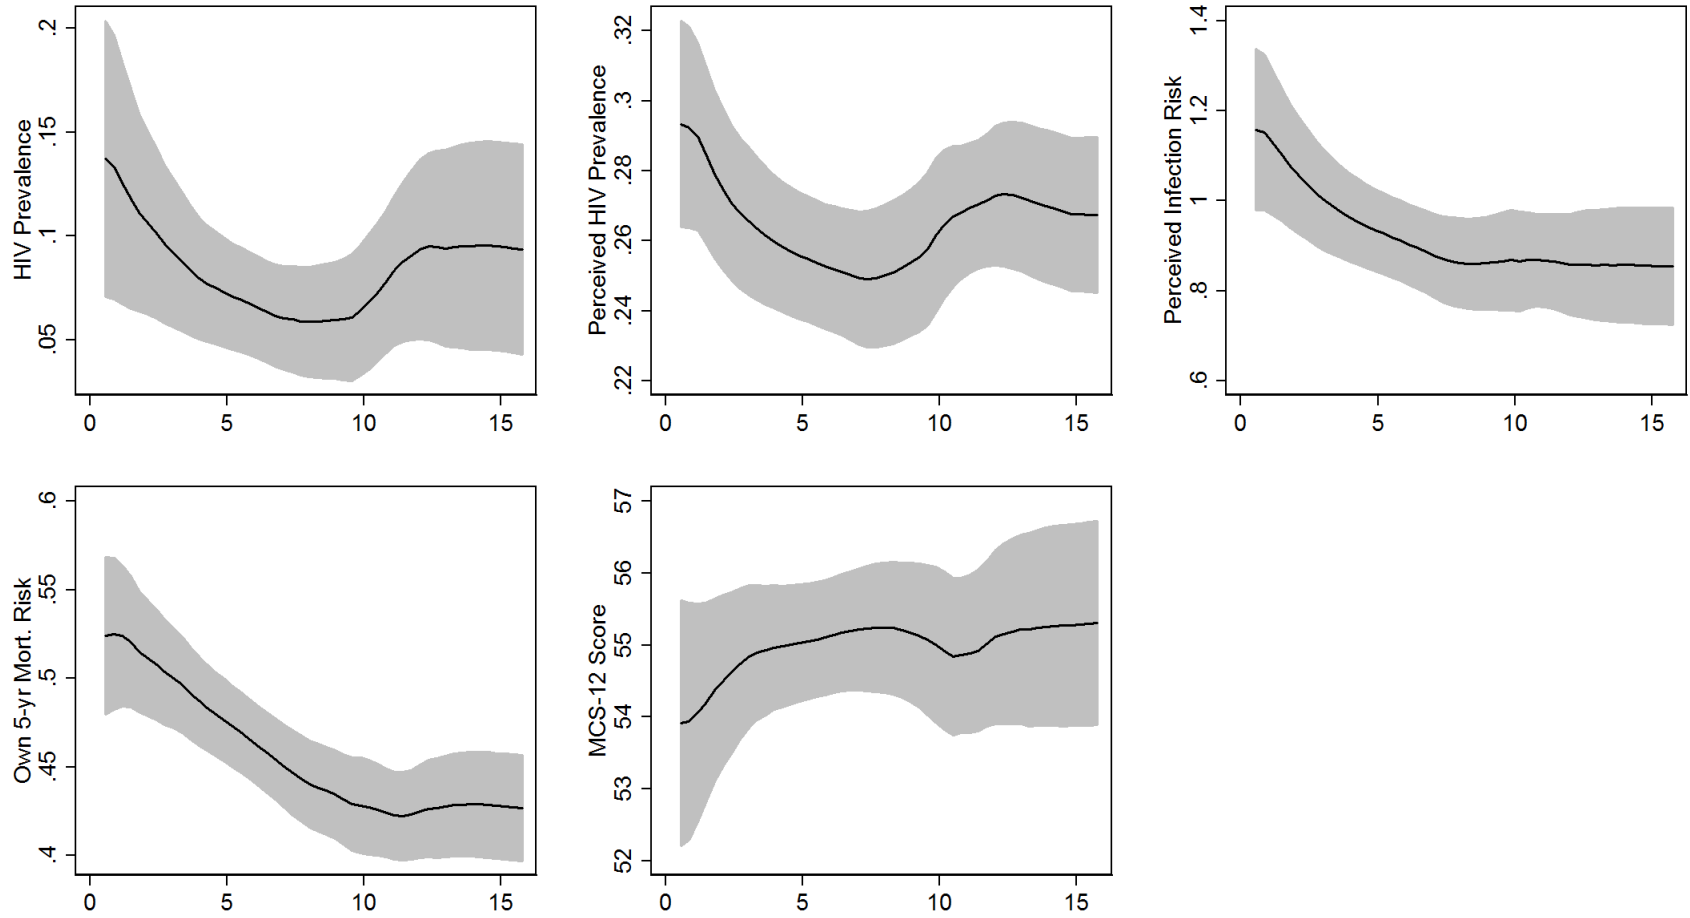 HIV Prevalence
.2
.15
.1
.05
0 5 10 15
Perceived HIV Prevalence
.32
.3
.28
.26
.24
.22
0 5 10 15
Perceived Infection Risk
1.4
1.2
1
.8
.6
0 5 10 15
Own 5-yr Mort. Risk
.6
.55
.5
.45
.4
0 5 10 15
MCS-12 Score
57
56
55
54
53
52
0 5 10 15